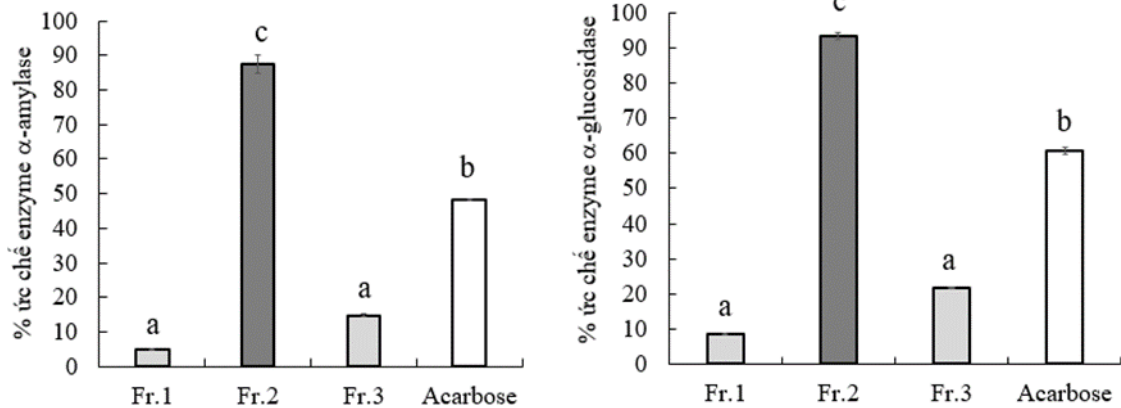 % ức chế enzyme α-amylase
100
90
80
70
60
50
40
30
20
10
0
a
c
a
b
Fr.1 Fr.2 Fr.3 Acarbose
% ức chế enzyme α-glucosidase
100
90
80
70
60
50
40
30
20
10
0
a
c
a
b
Fr.1 Fr.2 Fr.3 Acarbose